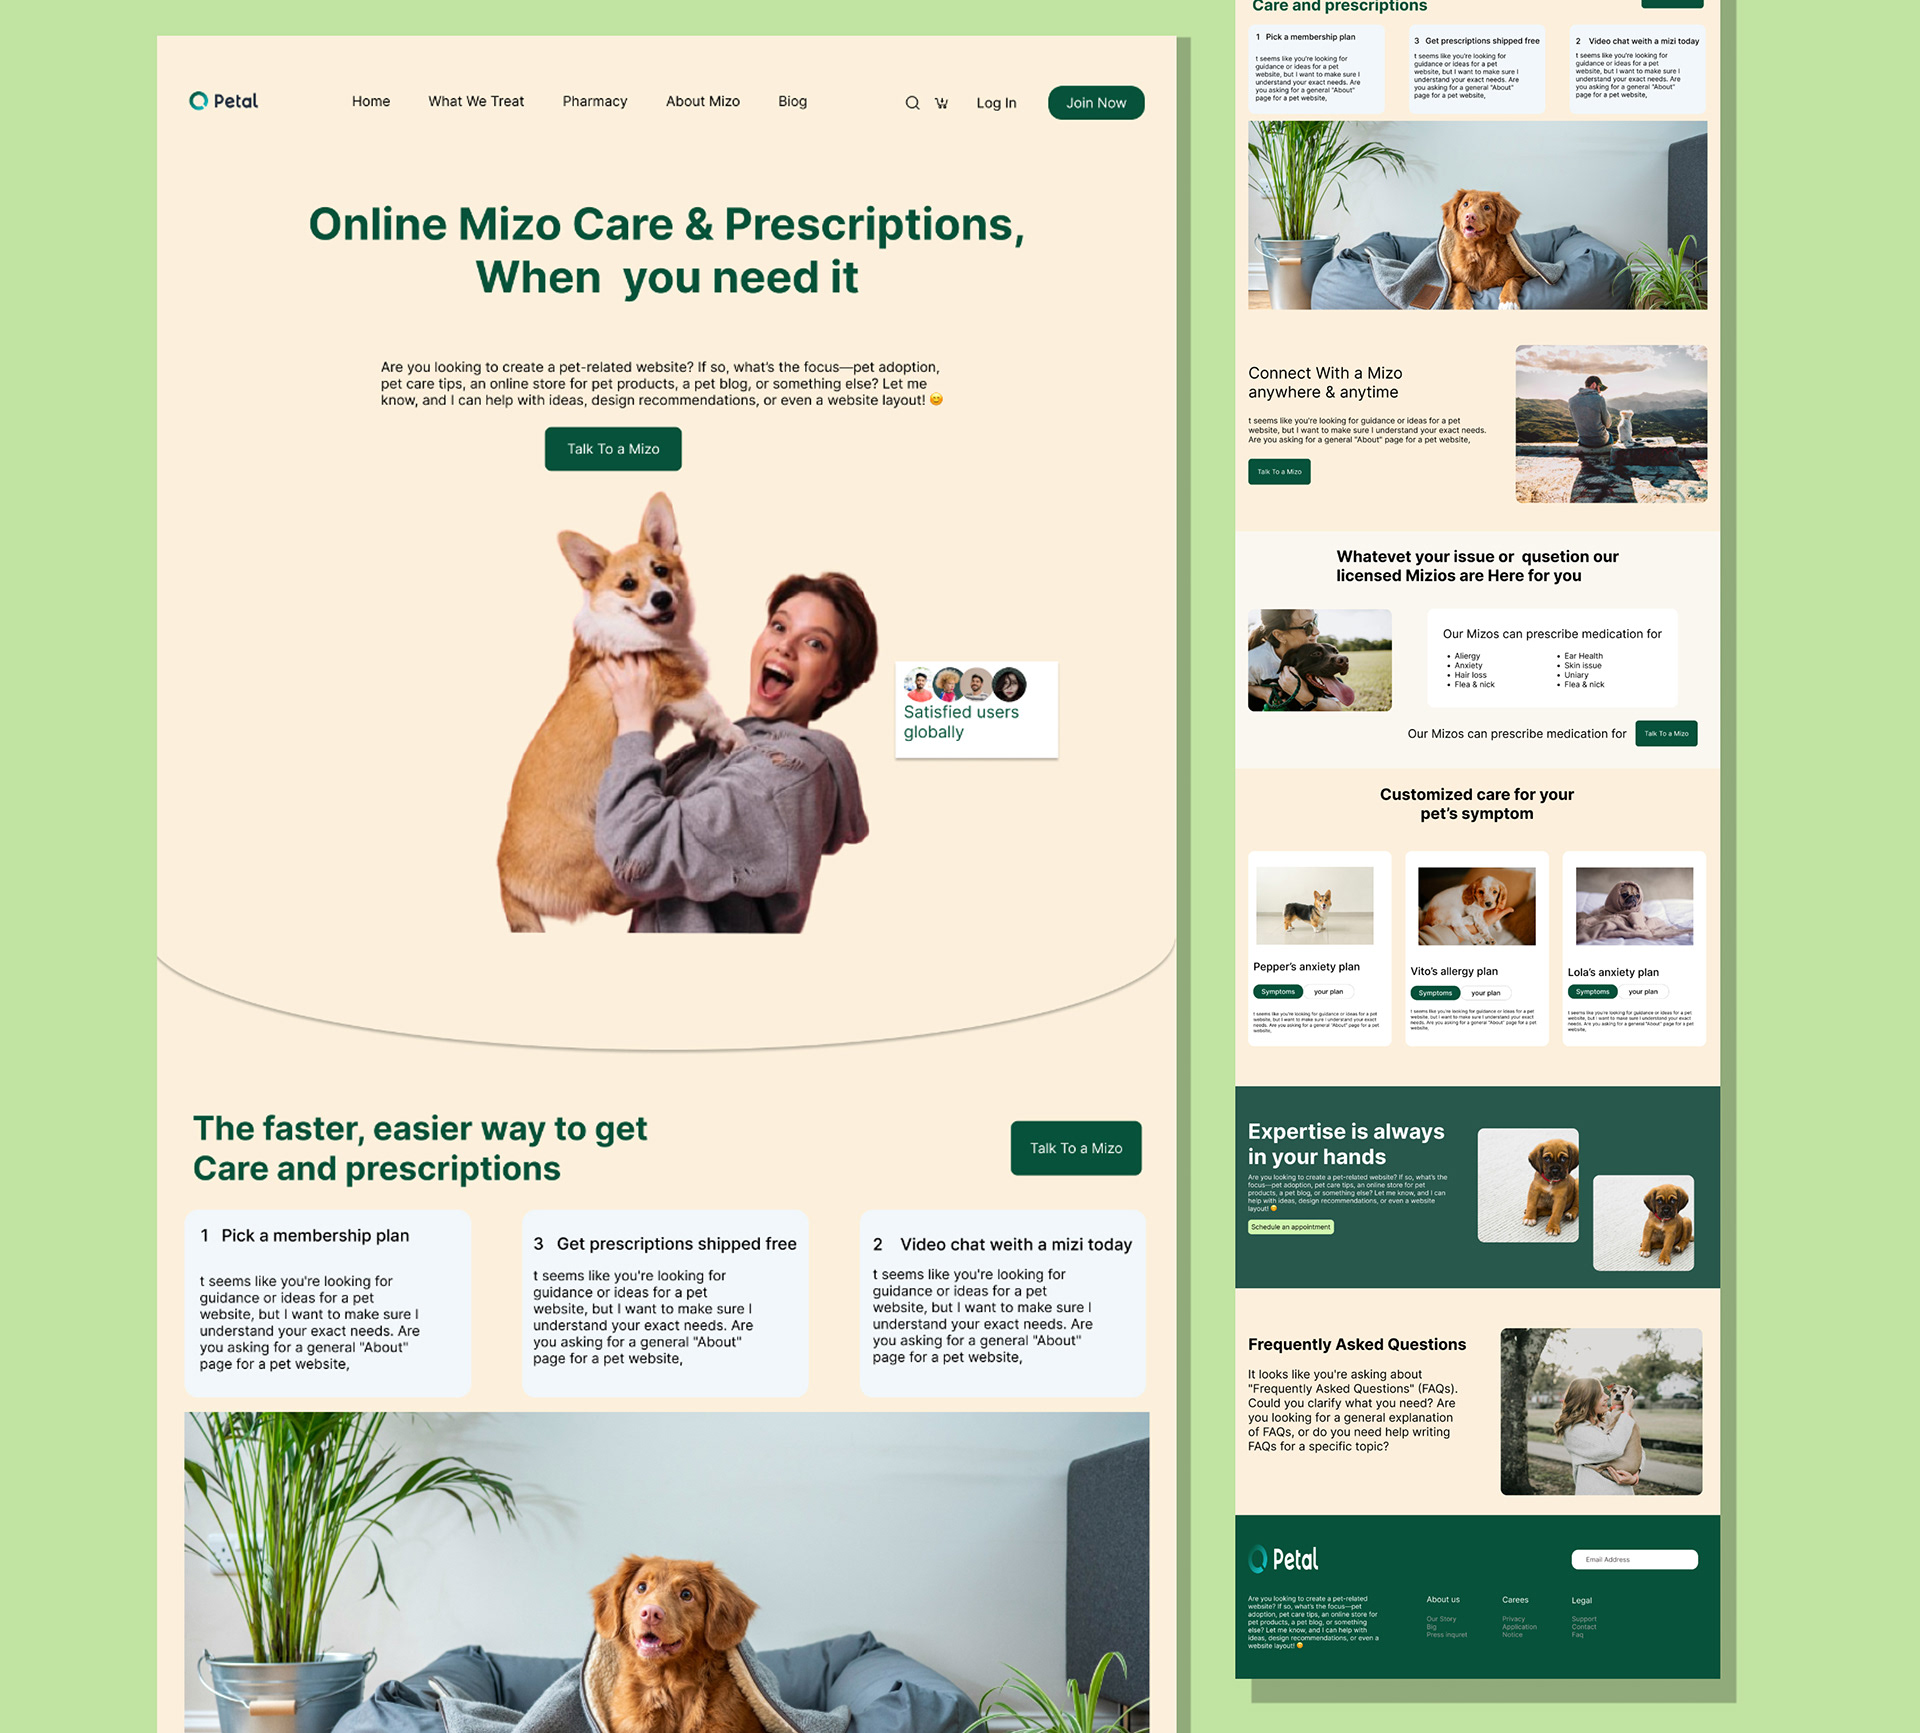 Petal
Home
What We Treat
Pharmacy
About Mizo
Biog
Log In
Join Now
Online Mizo Care & Prescriptions,
When you need it
Are you looking to create a pet-related website? If so, what's the focus—pet adoption,
pet care tips, an online store for pet products, a pet blog, or something else? Let me
know, and I can help with ideas, design recommendations, or even a website layout! 😊
Talk To a Mizo
Satisfied users
globally
The faster, easier way to get
Care and prescriptions
Talk To a Mizo
1 Pick a membership plan
t seems like you're looking for
guidance or ideas for a pet
website, but I want to make sure I
understand your exact needs. Are
you asking for a general "About"
page for a pet website,
3 Get prescriptions shipped free
t seems like you're looking for
guidance or ideas for a pet
website, but I want to make sure I
understand your exact needs. Are
you asking for a general "About"
page for a pet website,
2 Video chat weith a mizi today
t seems like you're looking for
guidance or ideas for a pet
website, but I want to make sure I
understand your exact needs. Are
you asking for a general "About"
page for a pet website,
Care and prescriptions
1 Pick a membership plan
t seems like you're looking for
guidance or ideas for a pet
website, but I want to make sure I
understand your exact needs. Are
you asking for a general "About"
page for a pet website,
3 Get prescriptions shipped free
t seems like you're looking for
guidance or ideas for a pet
website, but I want to make sure I
understand your exact needs. Are
you asking for a general "About"
page for a pet website,
2 Video chat weith a mizi today
t seems like you're looking for
guidance or ideas for a pet
website, but I want to make sure I
understand your exact needs. Are
you asking for a general "About"
page for a pet website,
Connect With a Mizo
anywhere & anytime
t seems like you're looking for guidance or ideas for a pet
website, but I want to make sure I understand your exact needs.
Are you asking for a general "About" page for a pet website,
Talk To a Mizo
Whatevet your issue or qusetion our
licensed Mizios are Here for you
Our Mizos can prescribe medication for
• Aliergy
• Anxiety
• Hair loss
• Flea & nick
• Ear Health
• Skin issue
• Uniary
• Flea & nick
Our Mizos can prescribe medication for
Talk To a Mizo
Customized care for your
pet's symptom
Pepper's anxiety plan
Symptoms
your plan
t seems like you're looking for guidance or ideas for a pet
website, but I want to make sure I understand your exact
needs. Are you asking for a general "About" page for a pet
website,
Vito's allergy plan
Symptoms
your plan
t seems like you're looking for guidance or ideas for a pet
website, but I want to make sure I understand your exact
needs. Are you asking for a general "About" page for a pet
website,
Lola's anxiety plan
Symptoms
your plan
t seems like you're looking for guidance or ideas for a pet
website, but I want to make sure I understand your exact
needs. Are you asking for a general "About" page for a pet
website,
Expertise is always
in your hands
Are you looking to create a pet-related website? If so, what's the
focus—pet adoption, pet care tips, an online store for pet
products, a pet blog, or something else? Let me know, and I can
help with ideas, design recommendations, or even a website
layout! 😊
Schedule an appointment
Frequently Asked Questions
It looks like you're asking about
"Frequently Asked Questions" (FAQs).
Could you clarify what you need? Are
you looking for a general explanation
of FAQs, or do you need help writing
FAQs for a specific topic?
Petal
Email Address
Are you looking to create a pet-related
website? If so, what's the focus—pet
adoption, pet care tips, an online store for
pet products, a pet blog, or something
else? Let me know, and I can help with
ideas, design recommendations, or even a
website layout! 😊
About us
Our Story
Big
Press inquret
Carees
Privacy
Application
Notice
Legal
Support
Contact
Faq